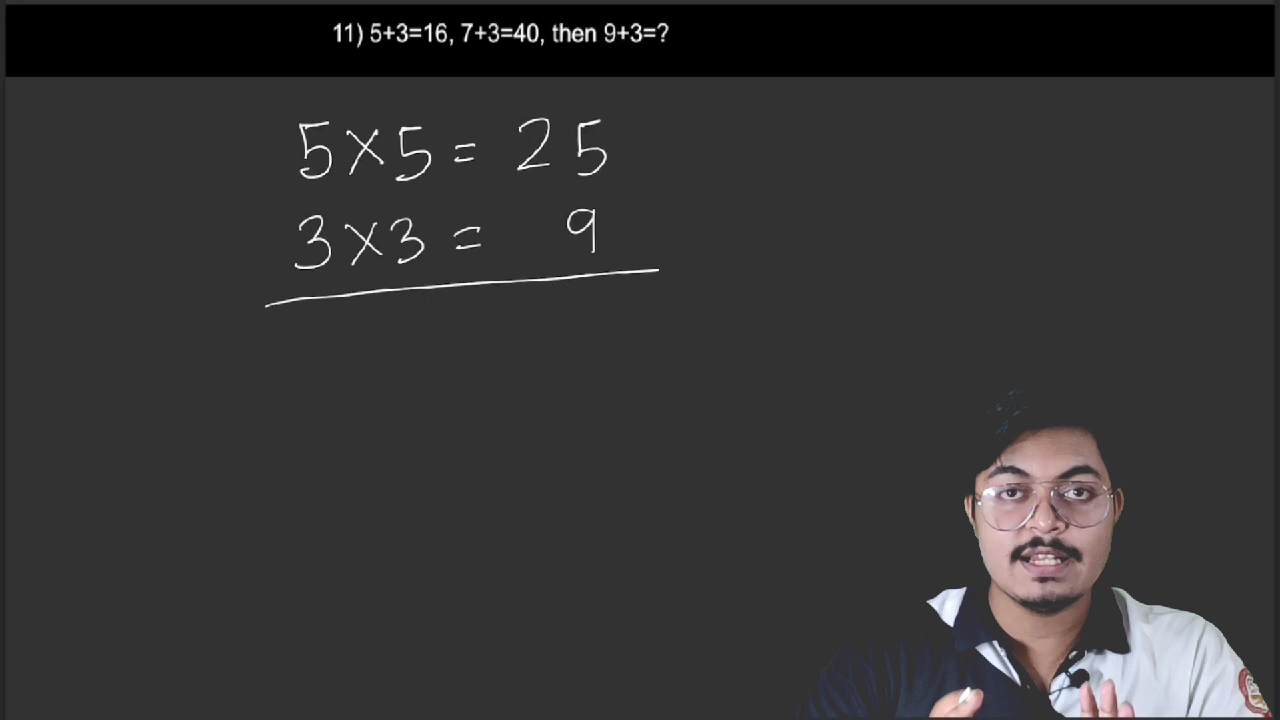 11) 5+3=16, 7+3=40, then 9+3=?
5×5= 25
3×3= 9